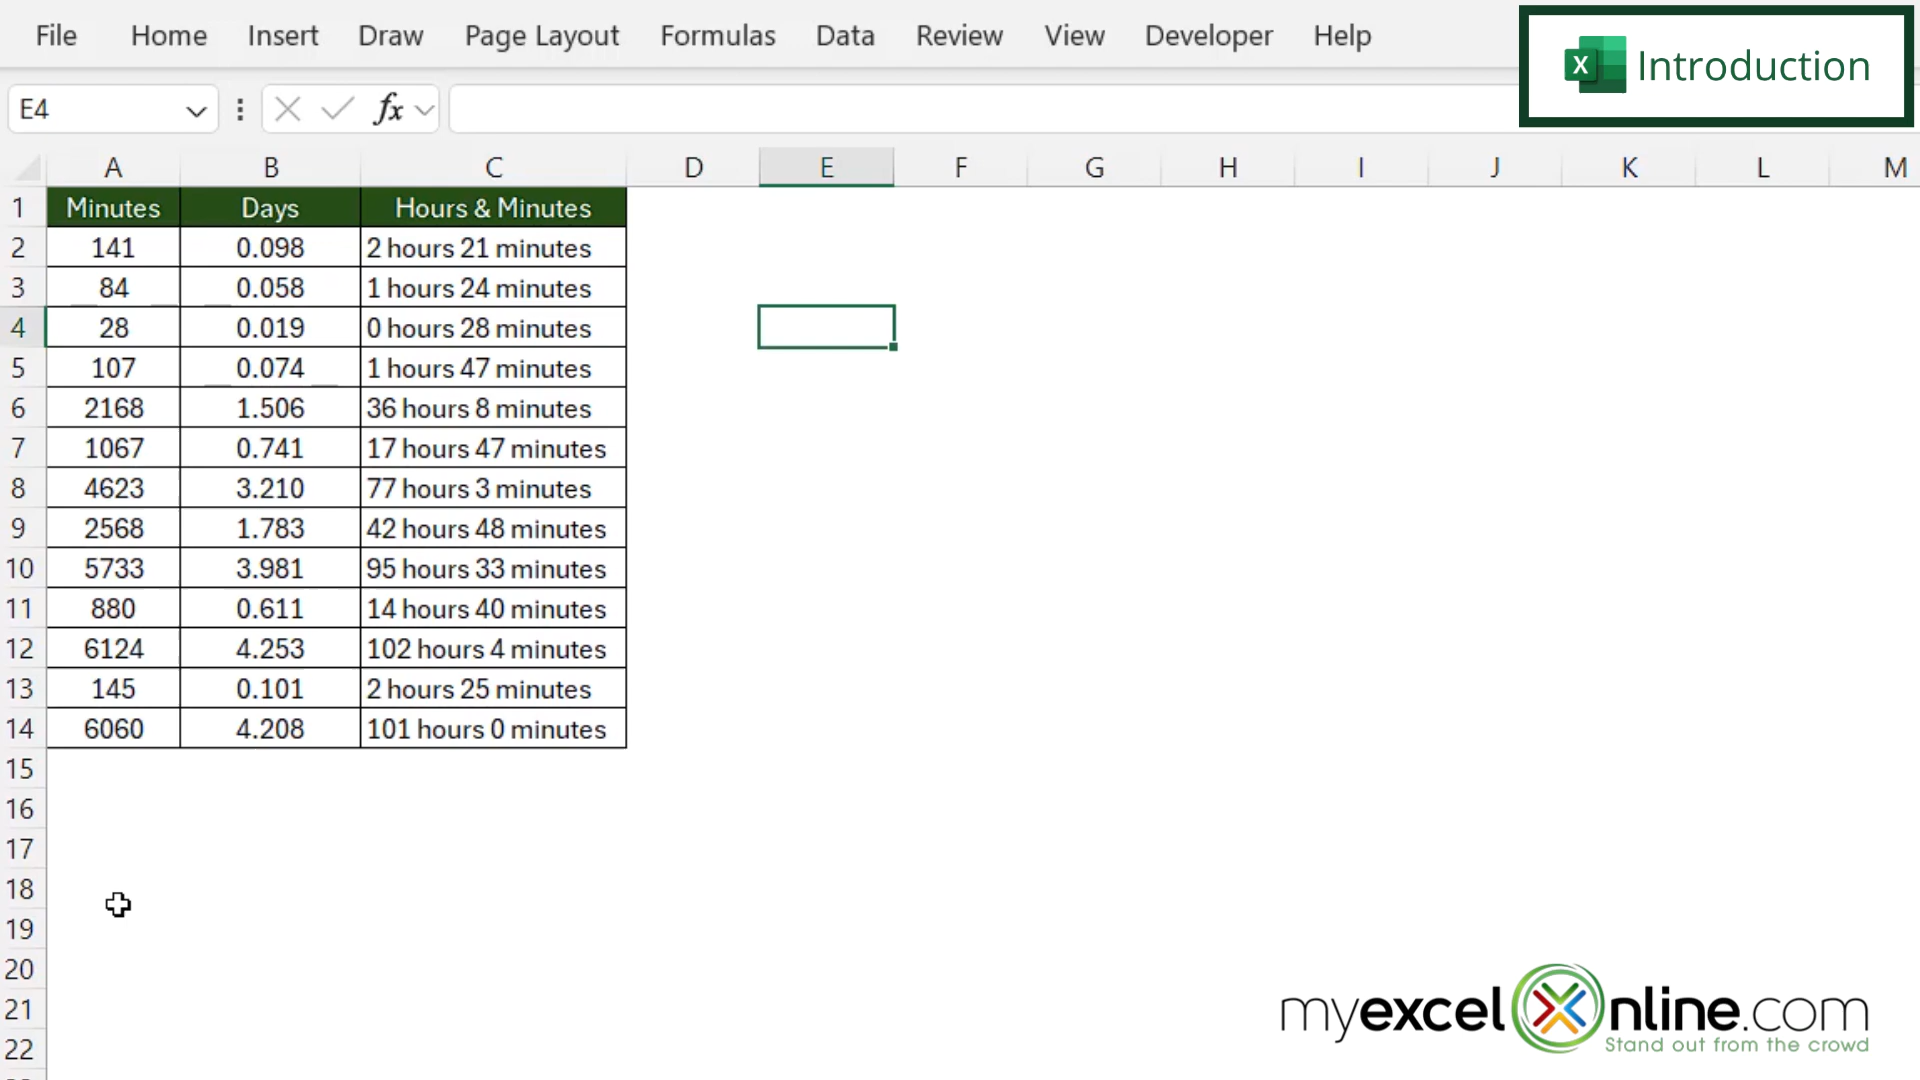 File Home Insert Draw Page Layout Formulas Data Review View Developer Help
X Introduction
E4 fx
A B C D E F G H I J K L M
1 Minutes Days Hours & Minutes
2 141 0.098 2 hours 21 minutes
3 84 0.058 1 hours 24 minutes
4 28 0.019 0 hours 28 minutes
5 107 0.074 1 hours 47 minutes
6 2168 1.506 36 hours 8 minutes
7 1067 0.741 17 hours 47 minutes
8 4623 3.210 77 hours 3 minutes
9 2568 1.783 42 hours 48 minutes
10 5733 3.981 95 hours 33 minutes
11 880 0.611 14 hours 40 minutes
12 6124 4.253 102 hours 4 minutes
13 145 0.101 2 hours 25 minutes
14 6060 4.208 101 hours 0 minutes
15
16
17
18
19
20
21
22
myexcelOnline.com
Stand out from the crowd